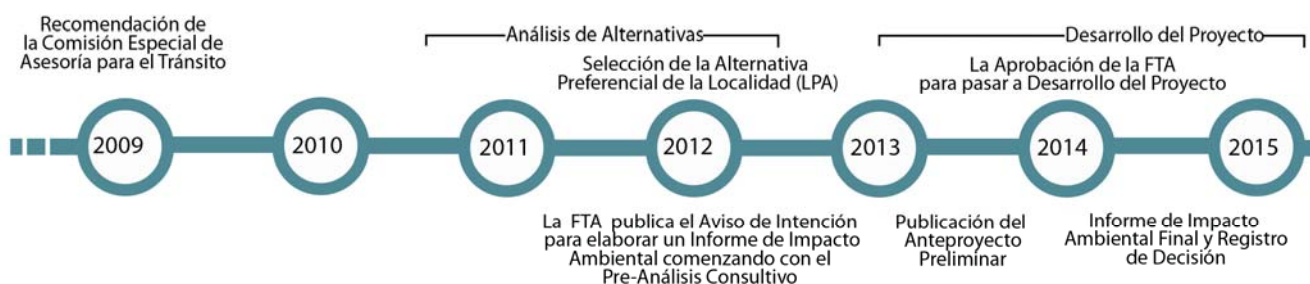 Recomendación de
la Comisión Especial de
Asesoría para el Tránsito
Análisis de Alternativas
Selección de la Alternativa
Preferencial de la Localidad (LPA)
Desarrollo del Proyecto
La Aprobación de la FTA
para pasar a Desarrollo del Proyecto
2009
2010
2011
2012
2013
2014
2015
La FTA publica el Aviso de Intención
para elaborar un Informe de Impacto
Ambiental comenzando con el
Pre-Análisis Consultivo
Publicación del
Anteproyecto
Preliminar
Informe de Impacto
Ambiental Final y Registro
de Decisión